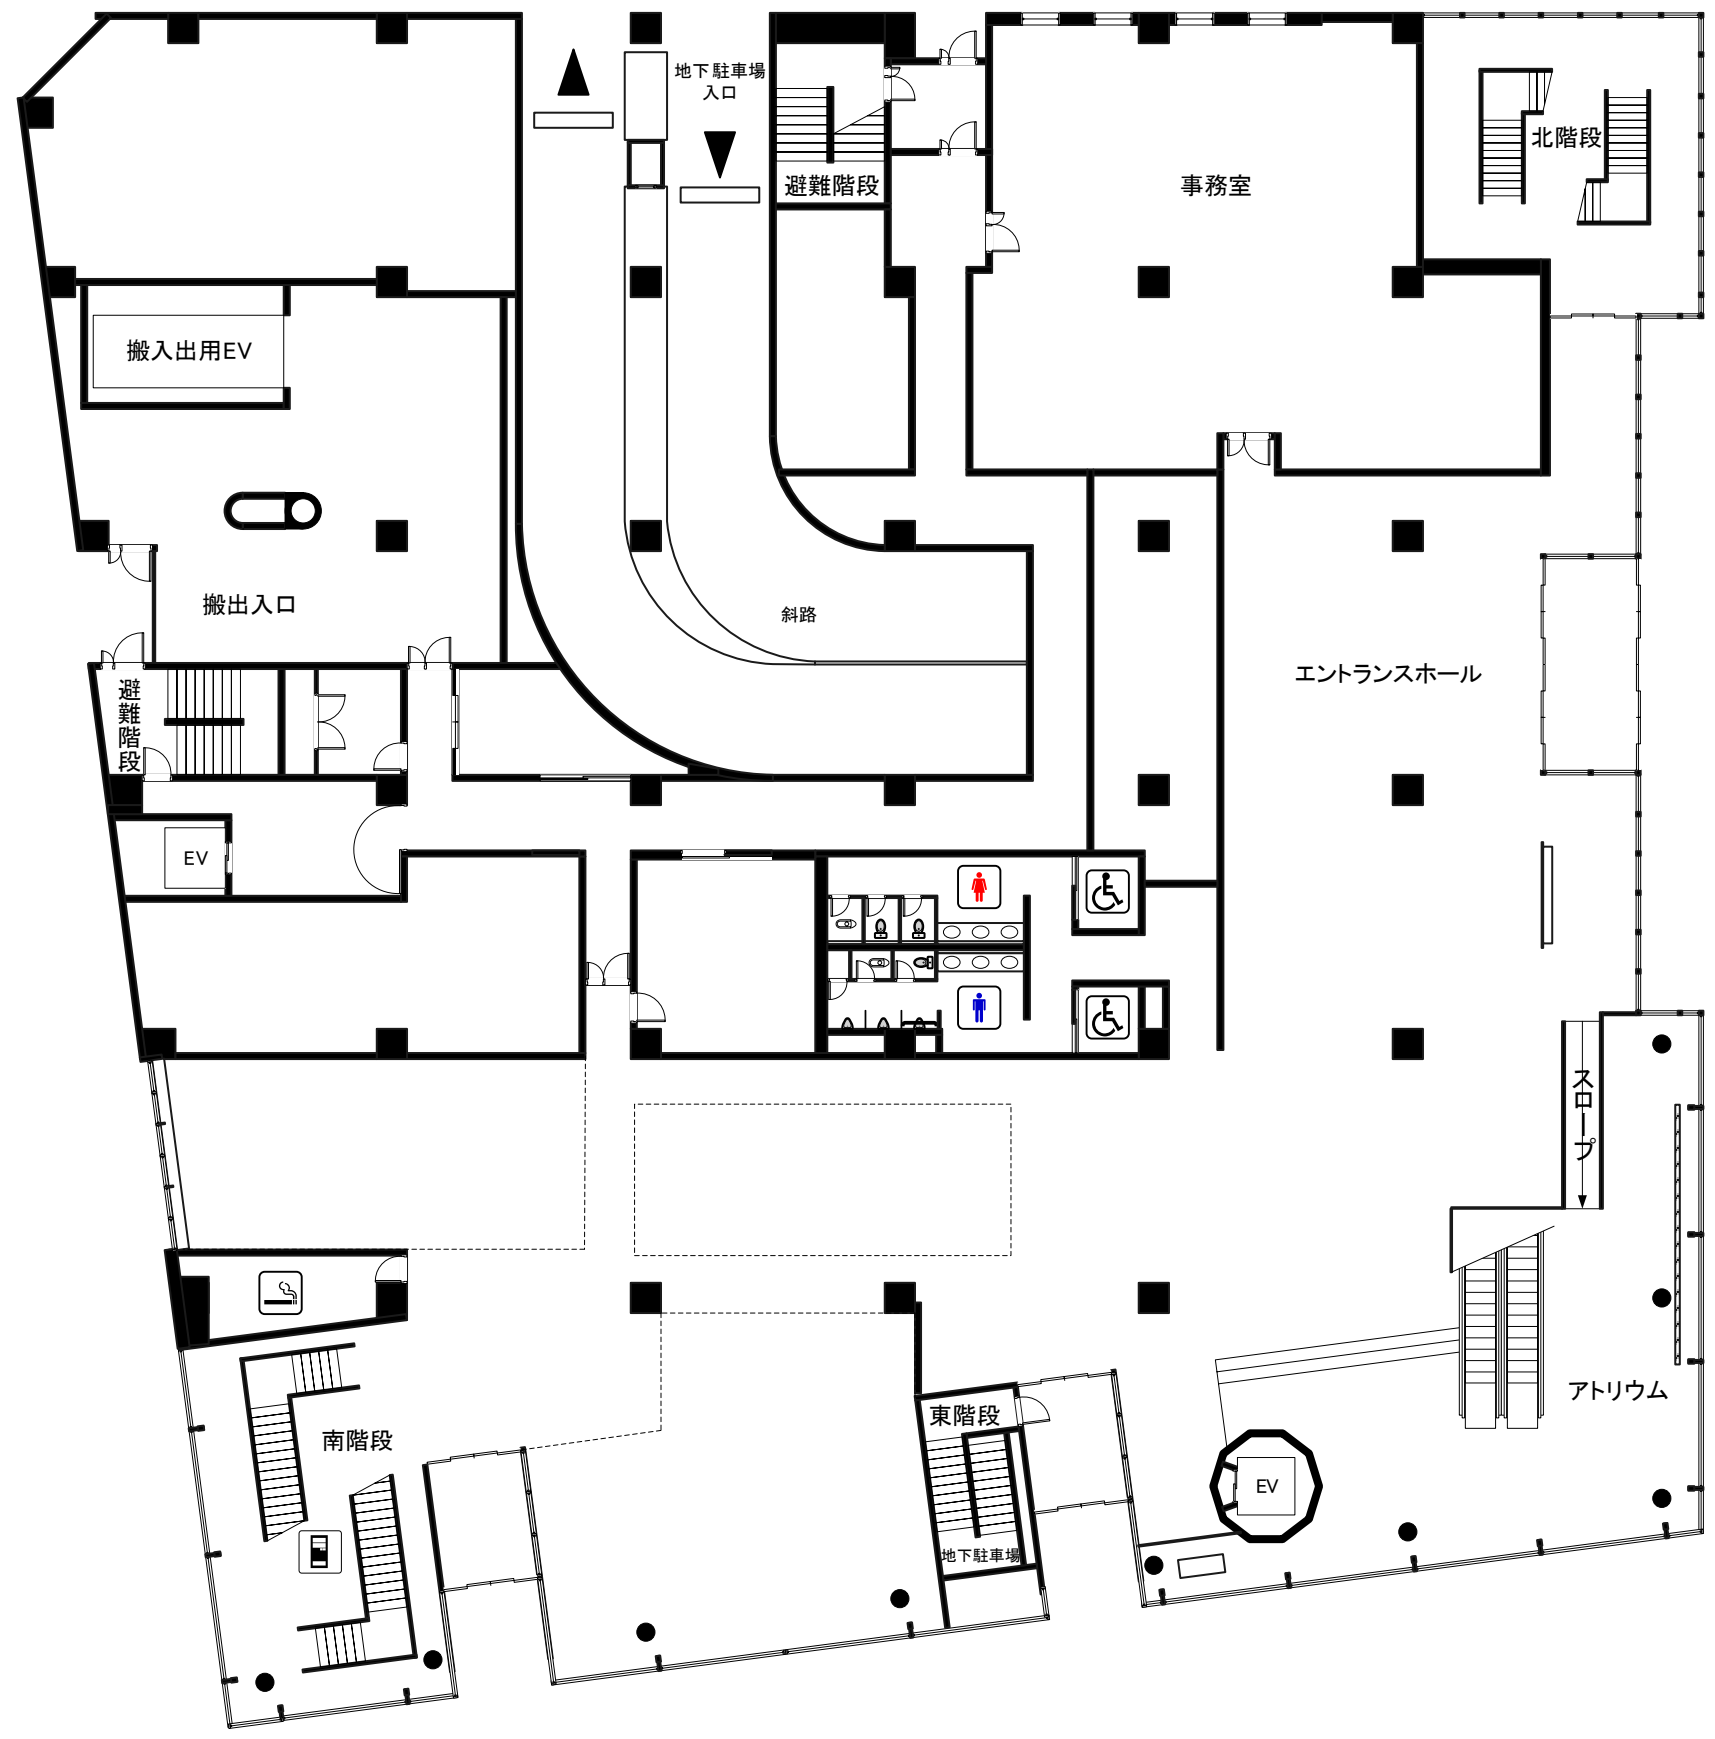 地下駐車場
入口
避難階段
事務室
北階段
搬入出用EV
搬出入口
斜路
エントランスホール
避難階段
EV
スロープ
アトリウム
南階段
東階段
EV
地下駐車場